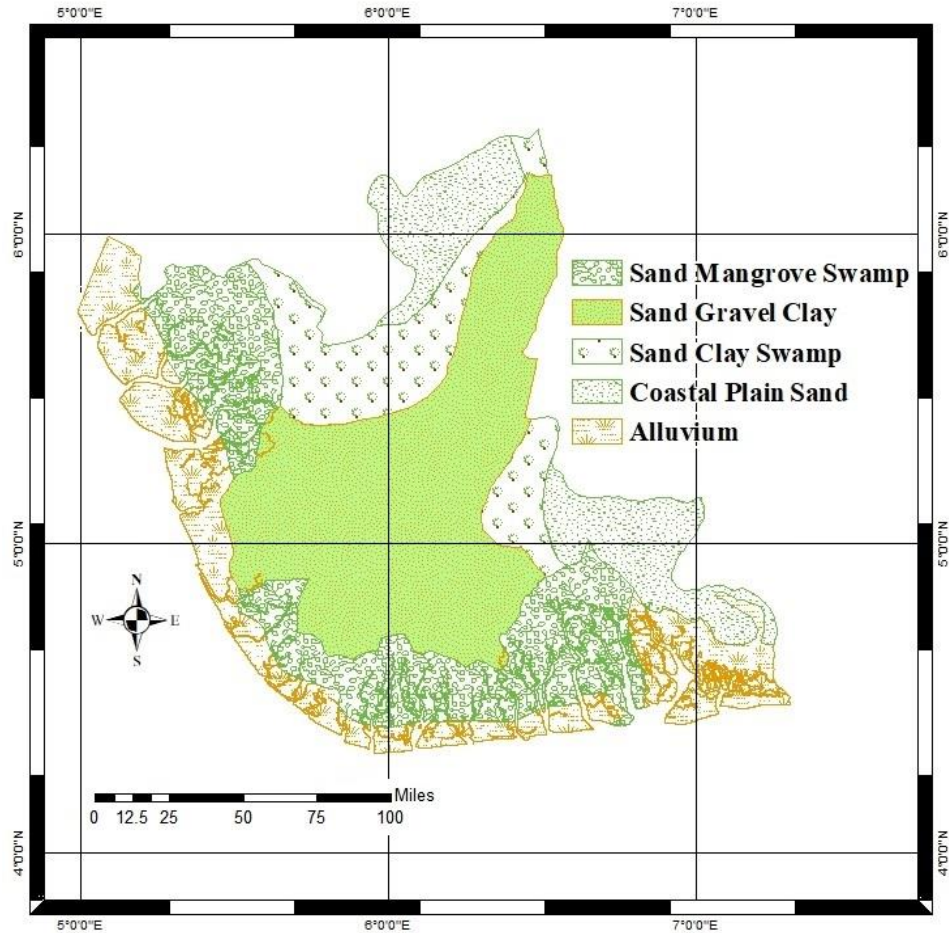 5°0'0"E 6°0'0"E 7°0'0"E
6°0'0"N 6°0'0"N
Sand Mangrove Swamp
Sand Gravel Clay
Sand Clay Swamp
Coastal Plain Sand
Alluvium
5°0'0"N 5°0'0"N
N
W E
S
Miles
0 12.5 25 50 75 100
4°0'0"N 4°0'0"N
5°0'0"E 6°0'0"E 7°0'0"E